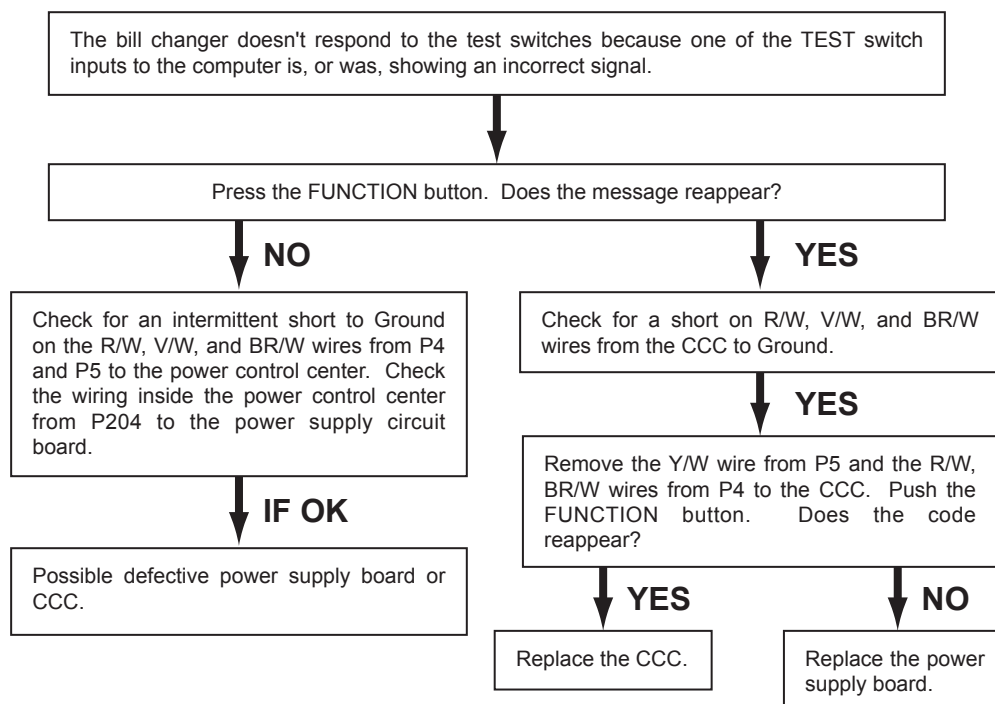 The bill changer doesn't respond to the test switches because one of the TEST switch
inputs to the computer is, or was, showing an incorrect signal.
Press the FUNCTION button. Does the message reappear?
NO
YES
Check for an intermittent short to Ground
on the R/W, V/W, and BR/W wires from P4
and P5 to the power control center. Check
the wiring inside the power control center
from P204 to the power supply circuit
board.
Check for a short on R/W, V/W, and BR/W
wires from the CCC to Ground.
YES
Remove the Y/W wire from P5 and the R/W,
BR/W wires from P4 to the CCC. Push the
FUNCTION button. Does the code
reappear?
IF OK
Possible defective power supply board or
CCC.
YES
NO
Replace the CCC.
Replace the power
supply board.